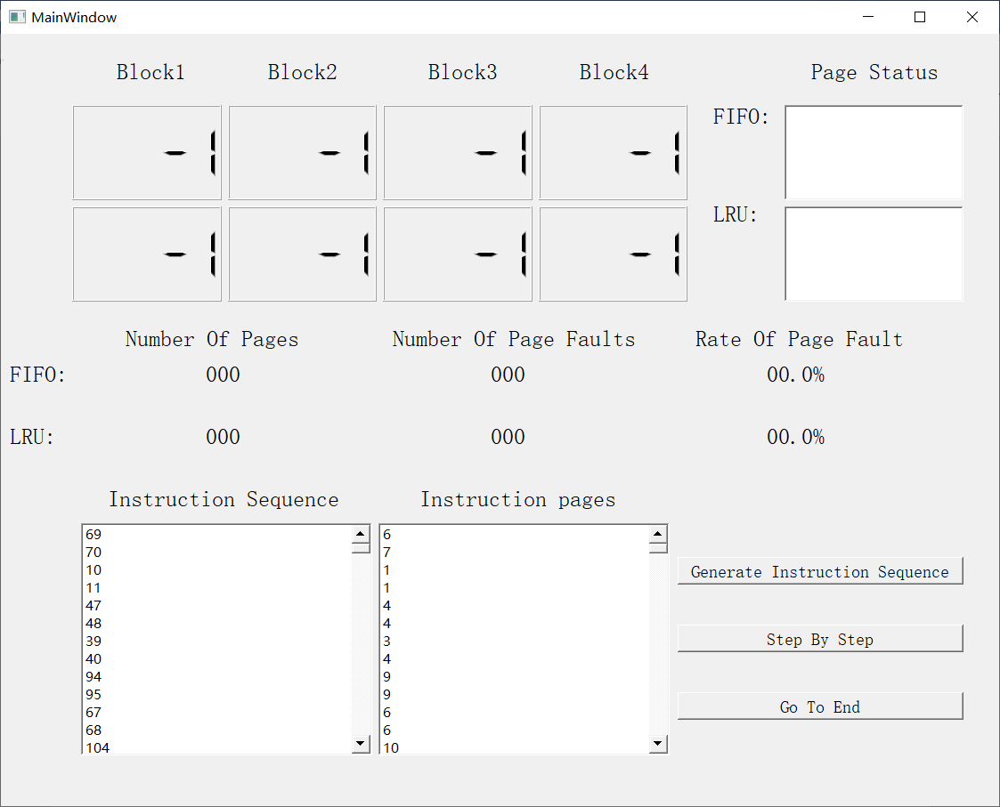 MainWindow
Block1 Block2 Block3 Block4 Page Status
FIFO:
-1 -1 -1 -1
LRU:
-1 -1 -1 -1
Number Of Pages Number Of Page Faults Rate Of Page Fault
FIFO: 000 000 00.0%
LRU: 000 000 00.0%
Instruction Sequence Instruction pages
69 6
70 7
10 1
11 1
47 4
48 4
39 3
40 4
94 9
95 9
67 6
68 6
104 10
Generate Instruction Sequence
Step By Step
Go To End